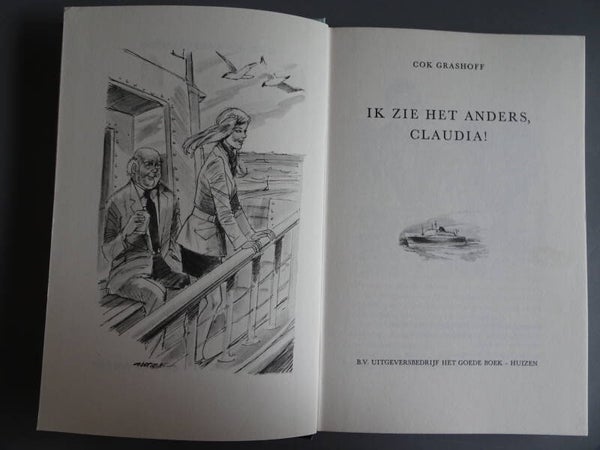 COK GRASHOFF
IK ZIE HET ANDERS,
CLAUDIA!
B.V. UITGEVERSBEDRIJF HET GOEDE BOEK – HUIZEN